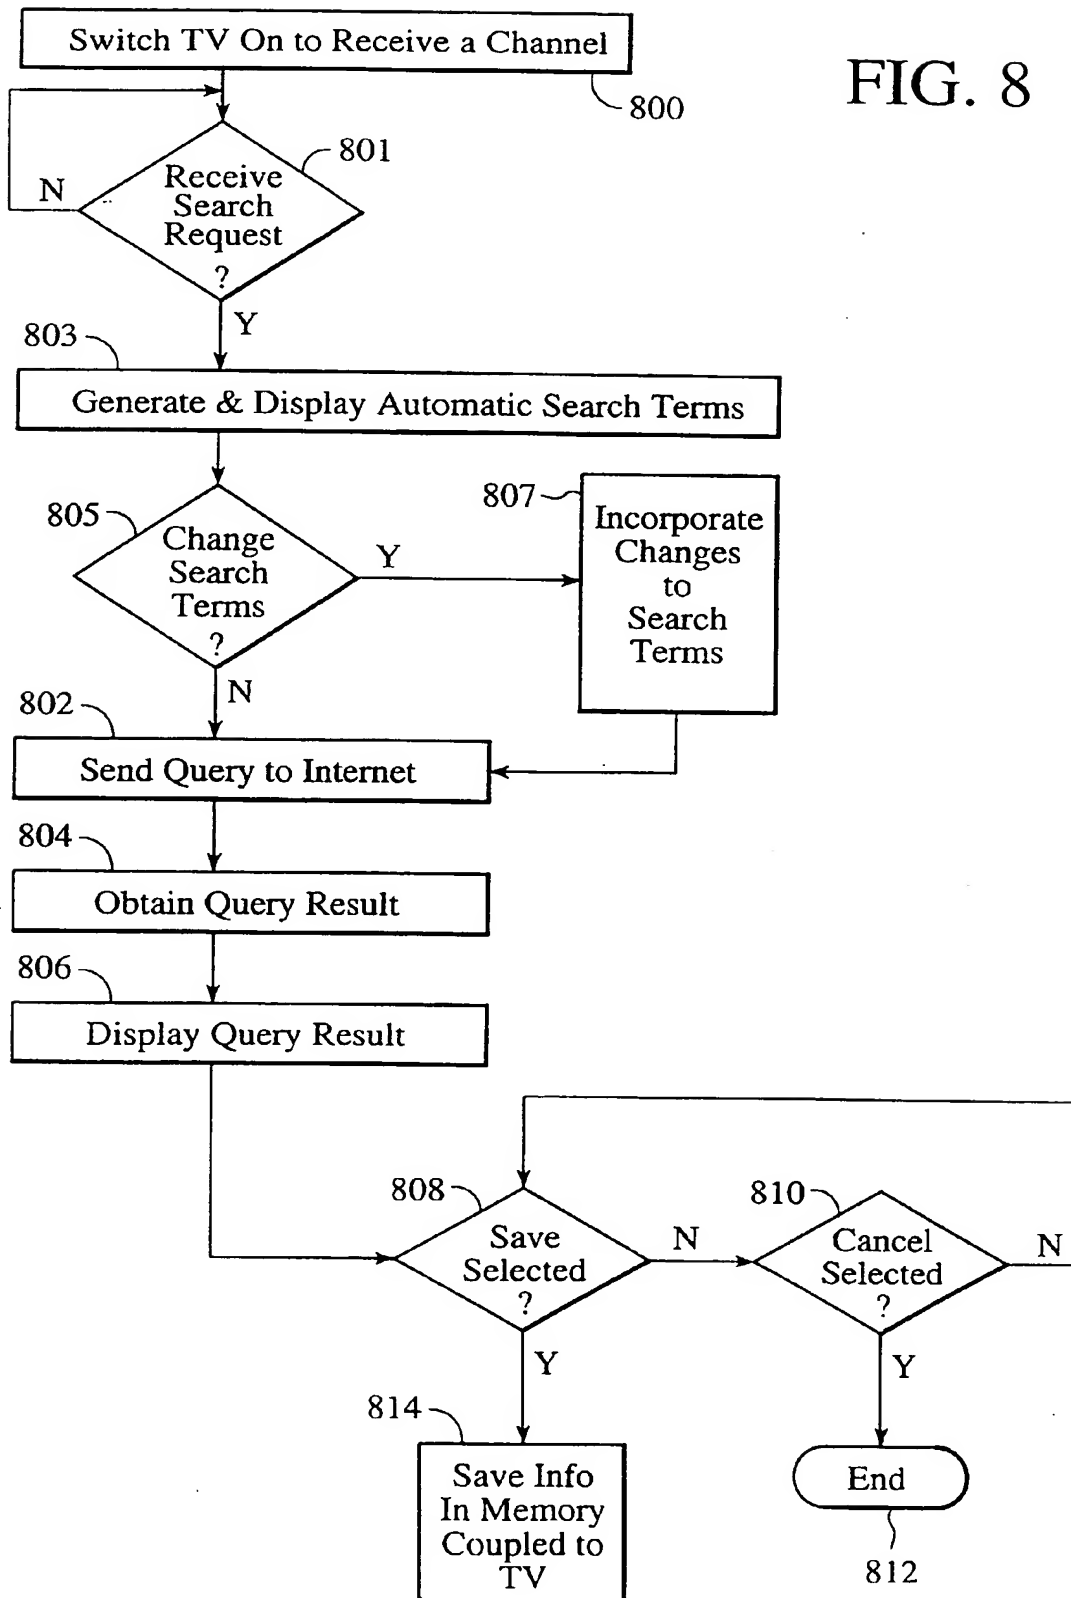 Switch TV On to Receive a Channel
800
FIG. 8
801
Receive
Search
Request
?
N
Y
803
Generate & Display Automatic Search Terms
805
Change
Search
Terms
?
Y
N
807
Incorporate
Changes
to
Search
Terms
802
Send Query to Internet
804
Obtain Query Result
806
Display Query Result
808
Save
Selected
?
N
Y
810
Cancel
Selected
?
N
Y
814
Save Info
In Memory
Coupled to
TV
End
812